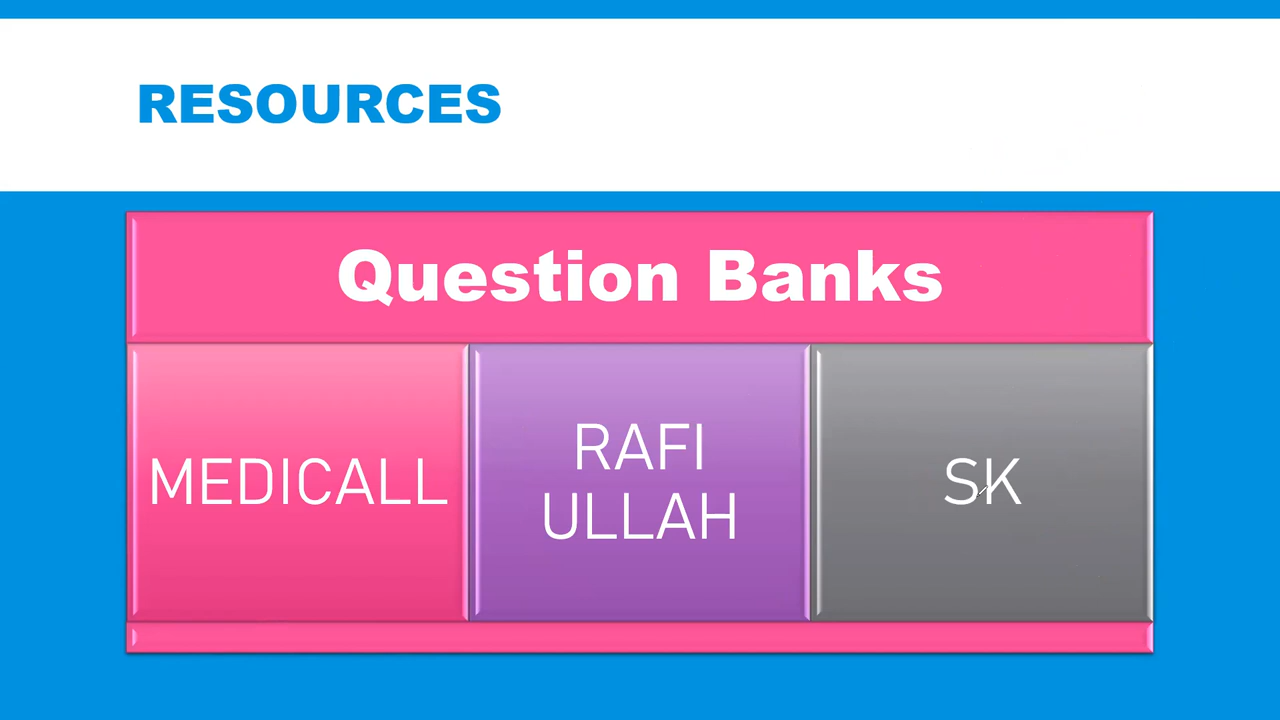 RESOURCES
Question Banks
MEDICALL
RAFI
ULLAH
SK